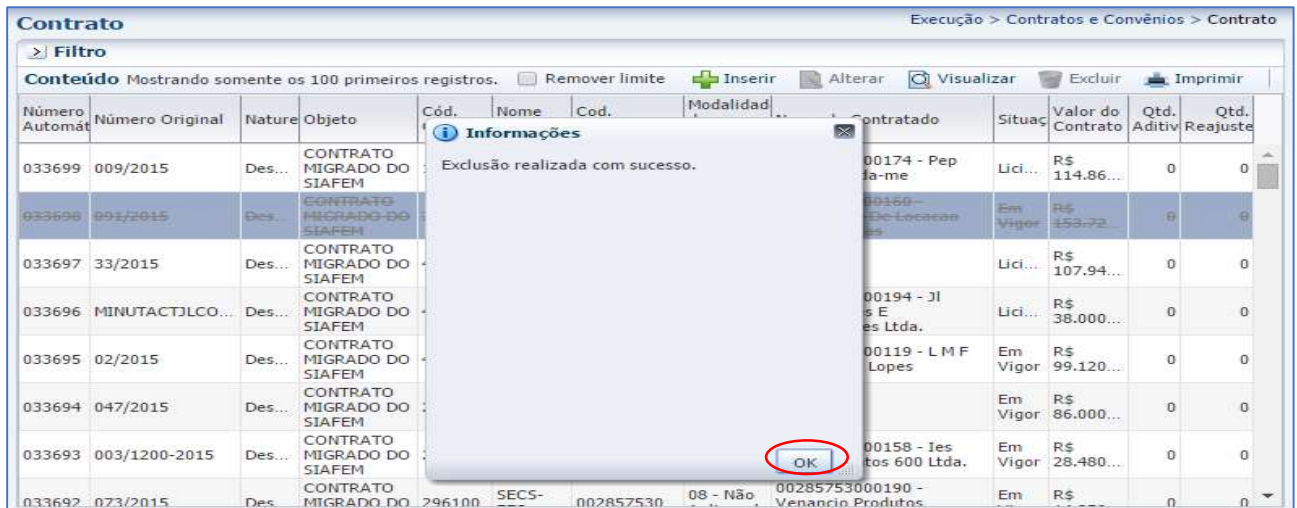 Contrato
Execução > Contratos e Convênios > Contrato
Filtro
Conteúdo Mostrando somente os 100 primeiros registros. Remover limite Inserir Alterar Visualizar Excluir Imprimir
Número Automát Número Original Nature Objeto Cód. Nome Cod. Modalidad Contratado Situaç Valor do Contrato Qtd. Aditiv Qtd. Reajuste
Informações
Exclusão realizada com sucesso.
OK
CONTRATO 00174 - Pep R$
033699 009/2015 Des... MIGRADO DO da-me Lici... 114.86... 0 0
SIAFEM
CONTRATO 00160 - Em R$
033698 091/2015 Des... MIGRADO DO De Locacao Vigor 153.72... 0 0
SIAFEM
CONTRATO R$
033697 33/2015 Des... MIGRADO DO Lici... 107.94... 0 0
SIAFEM
CONTRATO 00194 - Jl R$
033696 MINUTACTJLCO... Des... MIGRADO DO s E Lici... 38.000... 0 0
SIAFEM es Ltda.
CONTRATO 00119 - L M F Em R$
033695 02/2015 Des... MIGRADO DO Lopes Vigor 99.120... 0 0
SIAFEM
CONTRATO Em R$
033694 047/2015 Des... MIGRADO DO Vigor 86.000... 0 0
SIAFEM
CONTRATO 00158 - Ies Em R$
033693 003/1200-2015 Des... MIGRADO DO tos 600 Ltda. Vigor 28.480... 0 0
SIAFEM
CONTRATO SECS- 08 - Não 00285753000190 - Em R$
033692 073/2015 Des MIGRADO DO 296100 002857530 Venancio Produtos 0 0